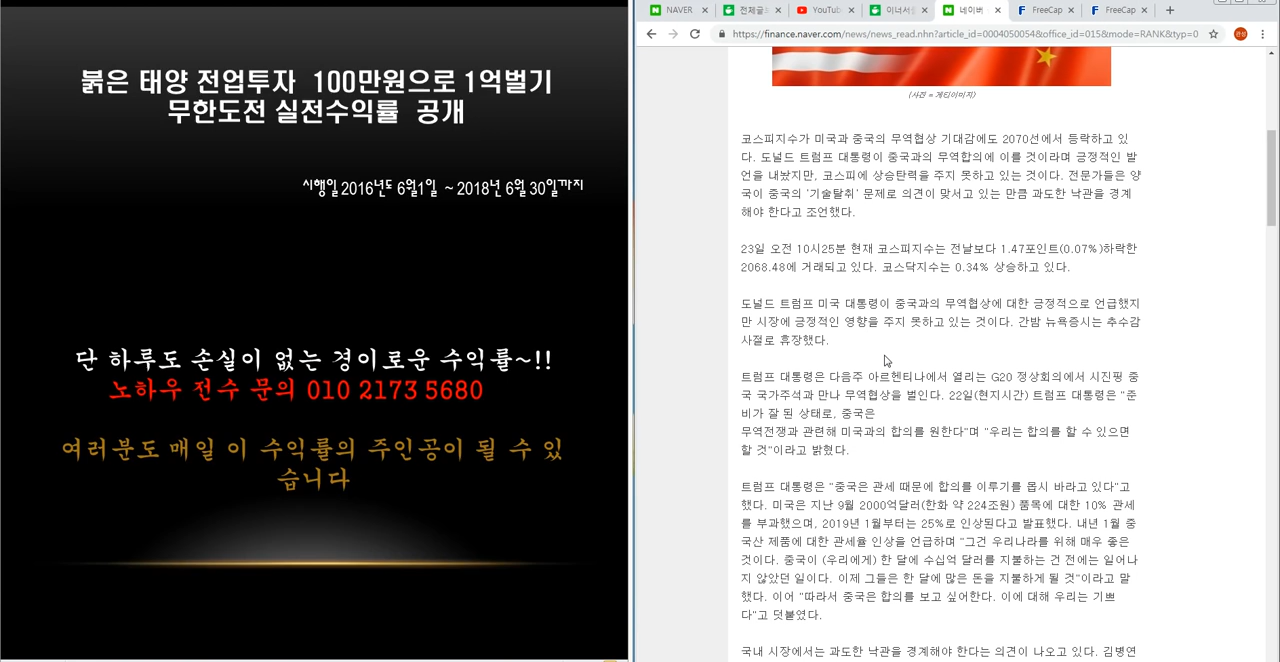 붉은 태양 전업투자 100만원으로 1억벌기
무한도전 실전수익률 공개
시행일 2016년도 6월1일 ~ 2018년 6월 30일까지
단 하루도 손실이 없는 경이로운 수익률~!!
노하우 전수 문의 010 2173 5680
여러분도 매일 이 수익률의 주인공이 될 수 있
습니다
NAVER
전체글
YouTub
이너서
네이버
FreeCap
FreeCap
https://finance.naver.com/news/news_read.nhn?article_id=0004050054&office_id=015&mode=RANK&typ=0
(사진 = 게티이미지)
코스피지수가 미국과 중국의 무역협상 기대감에도 2070선에서 등락하고 있
다. 도널드 트럼프 대통령이 중국과의 무역합의에 이를 것이라며 긍정적인 발
언을 내놨지만, 코스피에 상승탄력을 주지 못하고 있는 것이다. 전문가들은 양
국이 중국의 '기술탈취' 문제로 의견이 맞서고 있는 만큼 과도한 낙관을 경계
해야 한다고 조언했다.
23일 오전 10시25분 현재 코스피지수는 전날보다 1.47포인트(0.07%)하락한
2068.48에 거래되고 있다. 코스닥지수는 0.34% 상승하고 있다.
도널드 트럼프 미국 대통령이 중국과의 무역협상에 대한 긍정적으로 언급했지
만 시장에 긍정적인 영향을 주지 못하고 있는 것이다. 간밤 뉴욕증시는 추수감
사절로 휴장했다.
트럼프 대통령은 다음주 아르헨티나에서 열리는 G20 정상회의에서 시진핑 중
국 국가주석과 만나 무역협상을 벌인다. 22일(현지시간) 트럼프 대통령은 "준
비가 잘 된 상태로, 중국은
무역전쟁과 관련해 미국과의 합의를 원한다"며 "우리는 합의를 할 수 있으면
할 것"이라고 밝혔다.
트럼프 대통령은 "중국은 관세 때문에 합의를 이루기를 몹시 바라고 있다"고
했다. 미국은 지난 9월 2000억달러(한화 약 224조원) 품목에 대한 10% 관세
를 부과했으며, 2019년 1월부터는 25%로 인상된다고 발표했다. 내년 1월 중
국산 제품에 대한 관세율 인상을 언급하며 "그건 우리나라를 위해 매우 좋은
것이다. 중국이 (우리에게) 한 달에 수십억 달러를 지불하는 건 전에는 일어나
지 않았던 일이다. 이제 그들은 한 달에 많은 돈을 지불하게 될 것"이라고 말
했다. 이어 "따라서 중국은 합의를 보고 싶어한다. 이에 대해 우리는 기쁘
다"고 덧붙였다.
국내 시장에서는 과도한 낙관을 경계해야 한다는 의견이 나오고 있다. 김병연